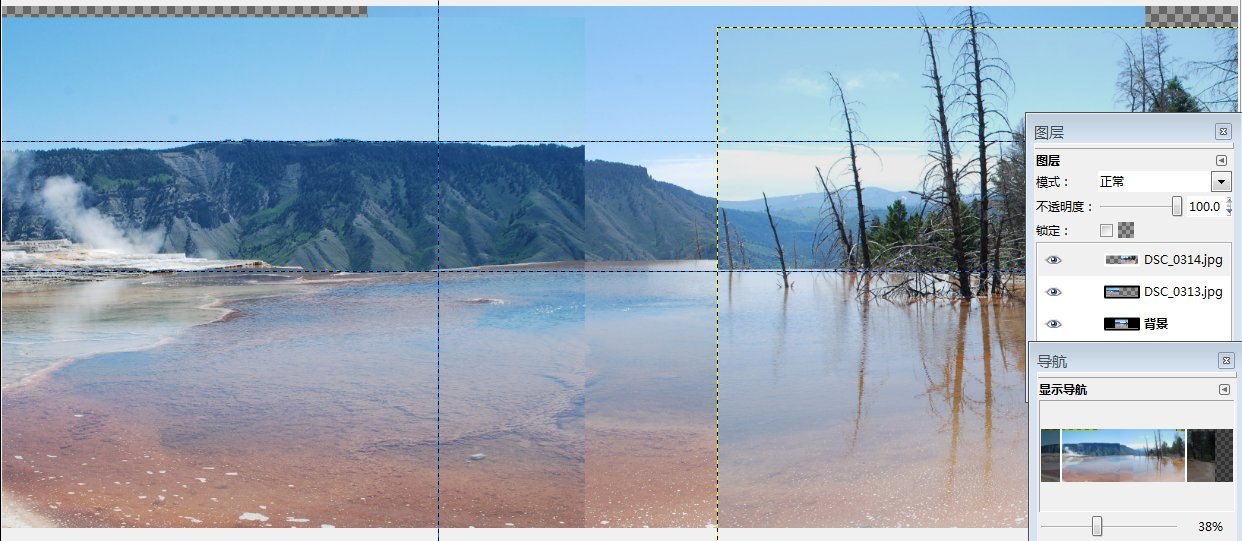 图层
图层
模式：
正常
不透明度：
100.0
锁定：
DSC_0314.jpg
DSC_0313.jpg
背景
导航
显示导航
38%